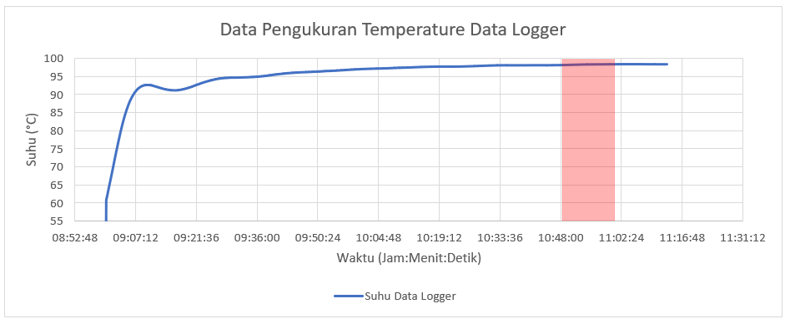 Data Pengukuran Temperature Data Logger
100
95
90
85
80
75
70
65
60
55
Suhu (°C)
08:52:48 09:07:12 09:21:36 09:36:00 09:50:24 10:04:48 10:19:12 10:33:36 10:48:00 11:02:24 11:16:48 11:31:12
Waktu (Jam:Menit:Detik)
Suhu Data Logger